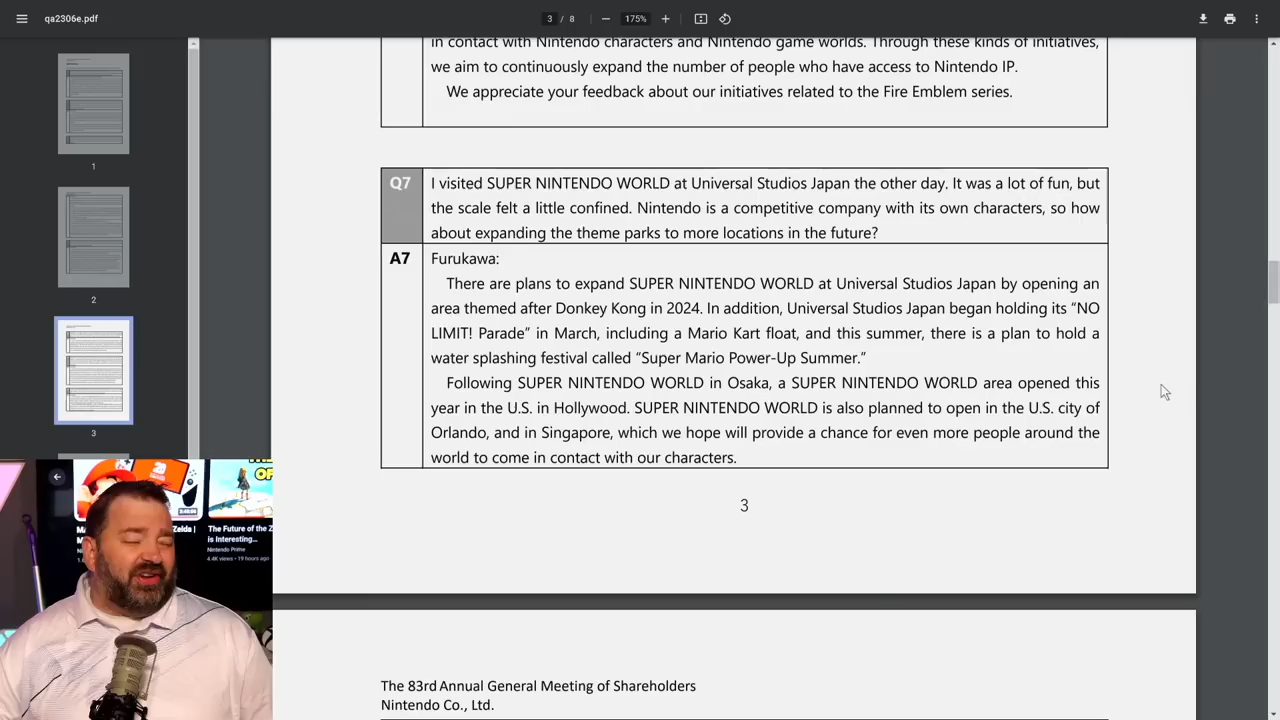 qa2306e.pdf
3 / 8
175%
in contact with Nintendo characters and Nintendo game worlds. Through these kinds of initiatives,
we aim to continuously expand the number of people who have access to Nintendo IP.
We appreciate your feedback about our initiatives related to the Fire Emblem series.
Q7
I visited SUPER NINTENDO WORLD at Universal Studios Japan the other day. It was a lot of fun, but
the scale felt a little confined. Nintendo is a competitive company with its own characters, so how
about expanding the theme parks to more locations in the future?
A7
Furukawa:
There are plans to expand SUPER NINTENDO WORLD at Universal Studios Japan by opening an
area themed after Donkey Kong in 2024. In addition, Universal Studios Japan began holding its “NO
LIMIT! Parade” in March, including a Mario Kart float, and this summer, there is a plan to hold a
water splashing festival called “Super Mario Power-Up Summer.”
Following SUPER NINTENDO WORLD in Osaka, a SUPER NINTENDO WORLD area opened this
year in the U.S. in Hollywood. SUPER NINTENDO WORLD is also planned to open in the U.S. city of
Orlando, and in Singapore, which we hope will provide a chance for even more people around the
world to come in contact with our characters.
3
The 83rd Annual General Meeting of Shareholders
Nintendo Co., Ltd.
1
2
3
Zelda |
The Future of the Z
is Interesting...
Nintendo Prime
4.4K views • 19 hours ago